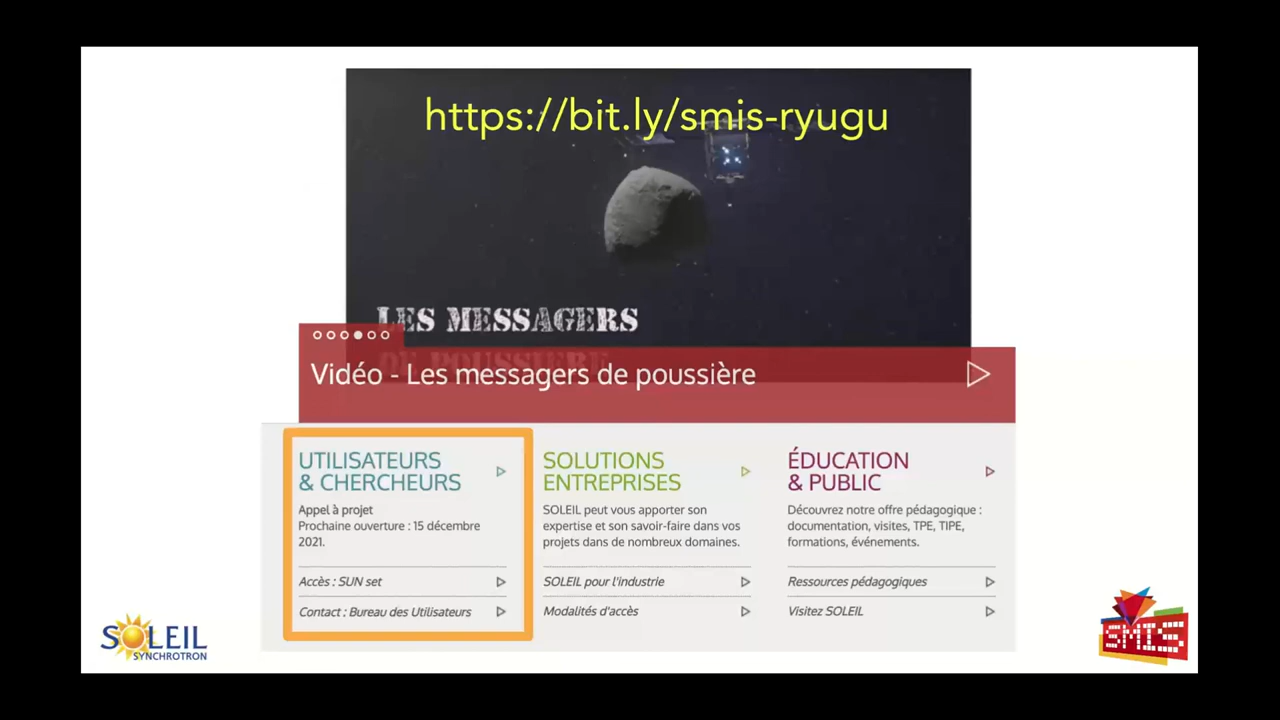 https://bit.ly/smis-ryugu
LES MESSAGERS
DE POUSSIÈRE
Vidéo - Les messagers de poussière
UTILISATEURS
& CHERCHEURS
Appel à projet
Prochaine ouverture : 15 décembre
2021.
Accès : SUN set
Contact : Bureau des Utilisateurs
SOLUTIONS
ENTREPRISES
SOLEIL peut vous apporter son
expertise et son savoir-faire dans vos
projets dans de nombreux domaines.
SOLEIL pour l'industrie
Modalités d'accès
ÉDUCATION
& PUBLIC
Découvrez notre offre pédagogique :
documentation, visites, TPE, TIPE,
formations, événements.
Ressources pédagogiques
Visitez SOLEIL
SOLEIL
SYNCHROTRON
SMIS